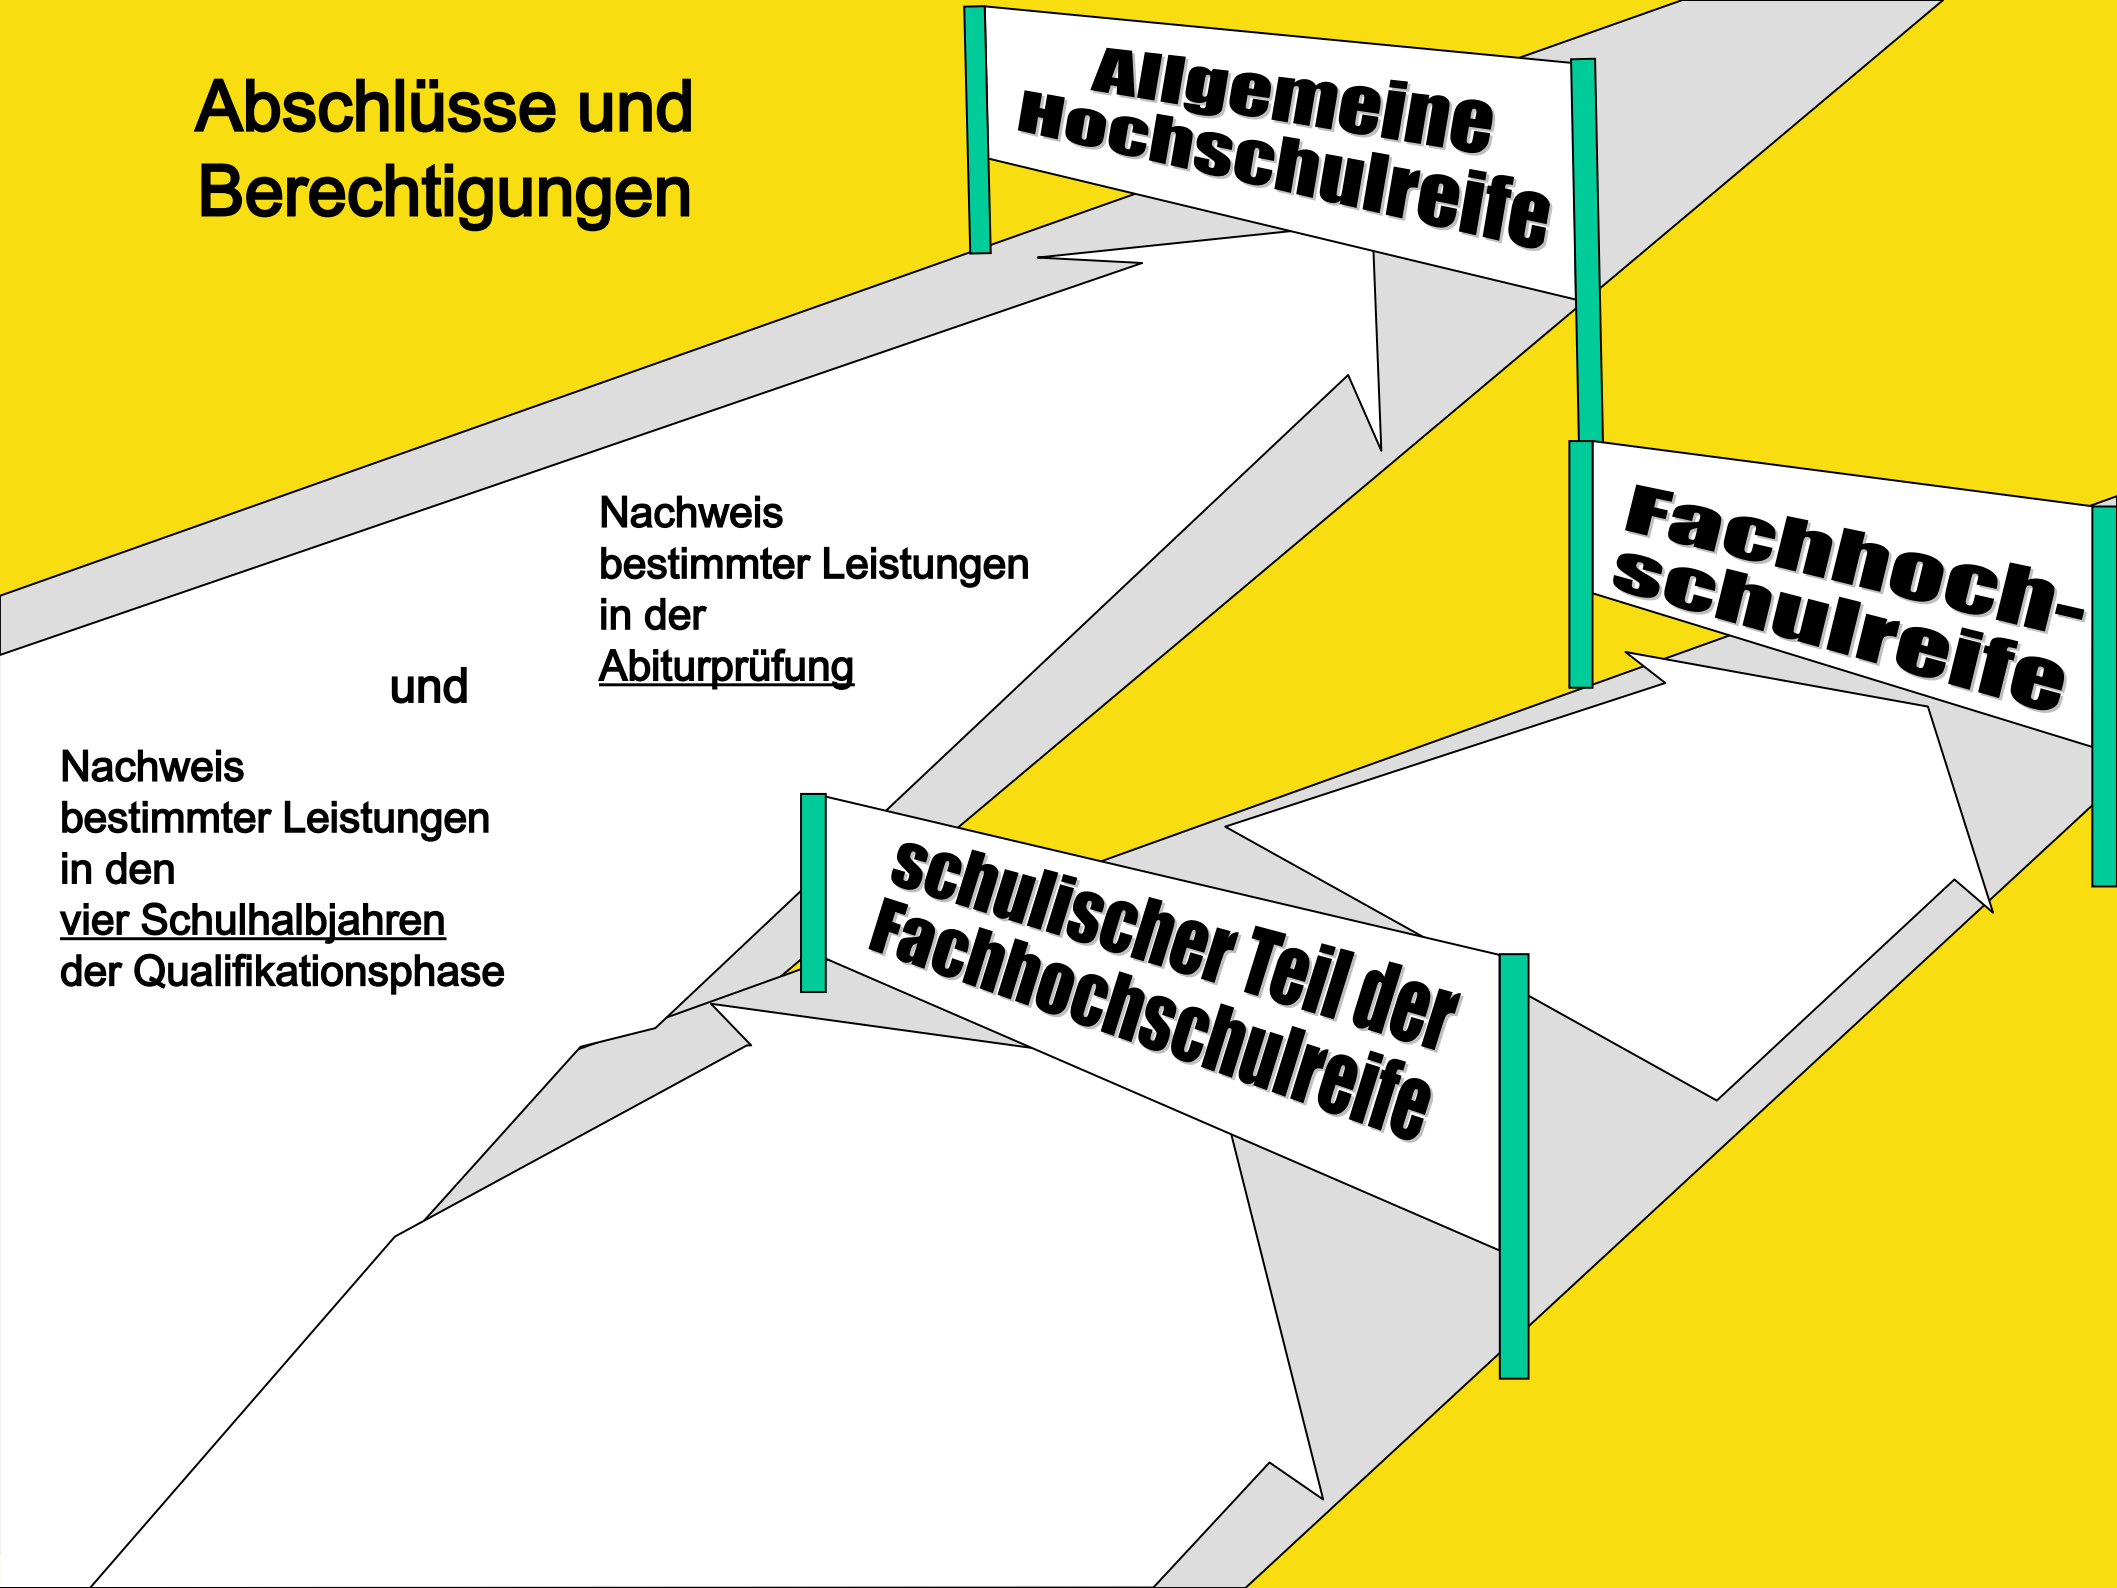 Abschlüsse und
Berechtigungen
Allgemeine
Hochschulreife
Fachhoch-
schulreife
Nachweis
bestimmter Leistungen
in der
Abiturprüfung
und
Nachweis
bestimmter Leistungen
in den
vier Schulhalbjahren
der Qualifikationsphase
schulischer Teil der
Fachhochschulreife